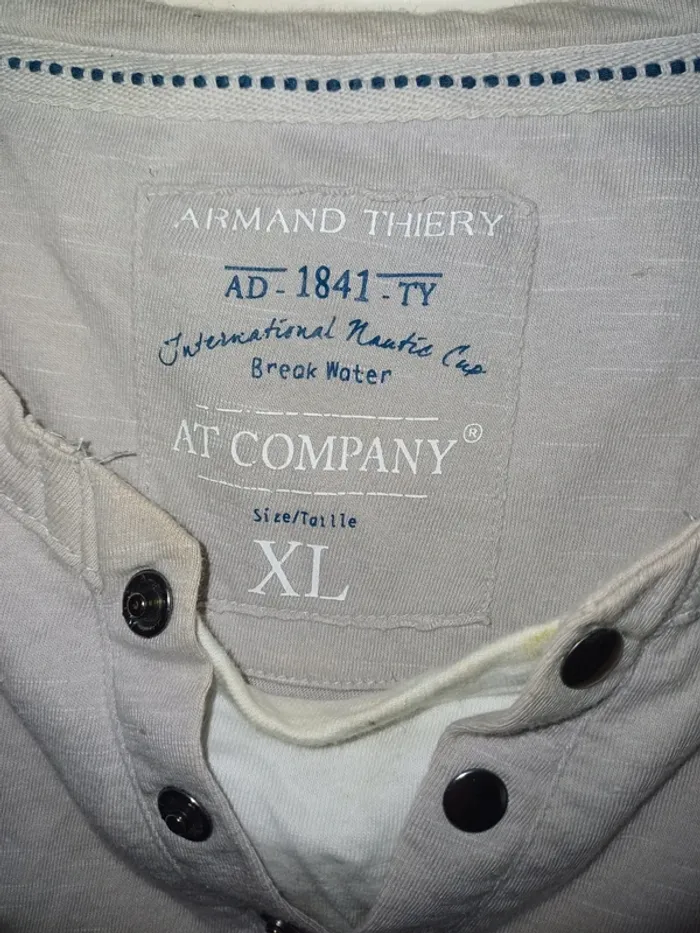 ARMAND THIERY
AD - 1841 - TY
International Nautic Cup
Break Water
AT COMPANY®
Size/Taille
XL